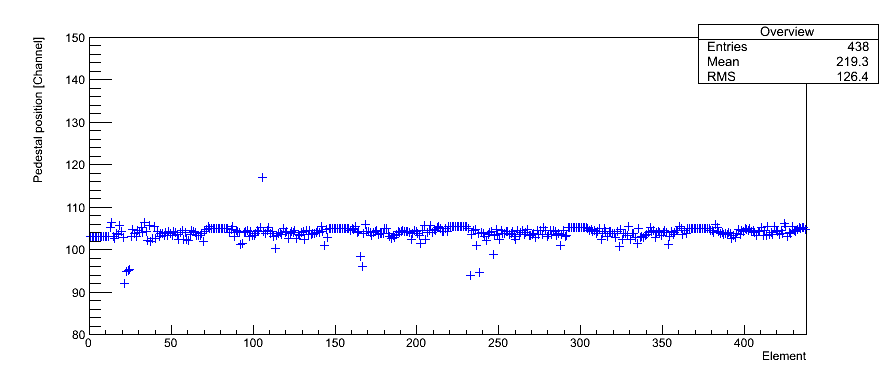 Overview
Entries 438
Mean 219.3
RMS 126.4
Pedestal position [Channel]
150
140
130
120
110
100
90
80
0 50 100 150 200 250 300 350 400
Element